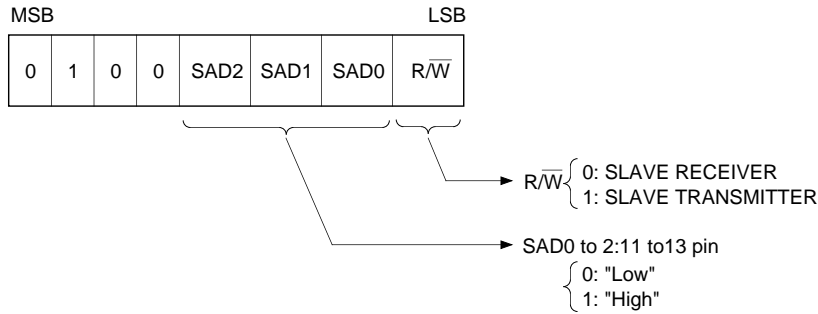 MSB LSB
0 1 0 0 SAD2 SAD1 SAD0 R/W̅
R/W̅ 0: SLAVE RECEIVER
1: SLAVE TRANSMITTER
SAD0 to 2:11 to13 pin
0: "Low"
1: "High"